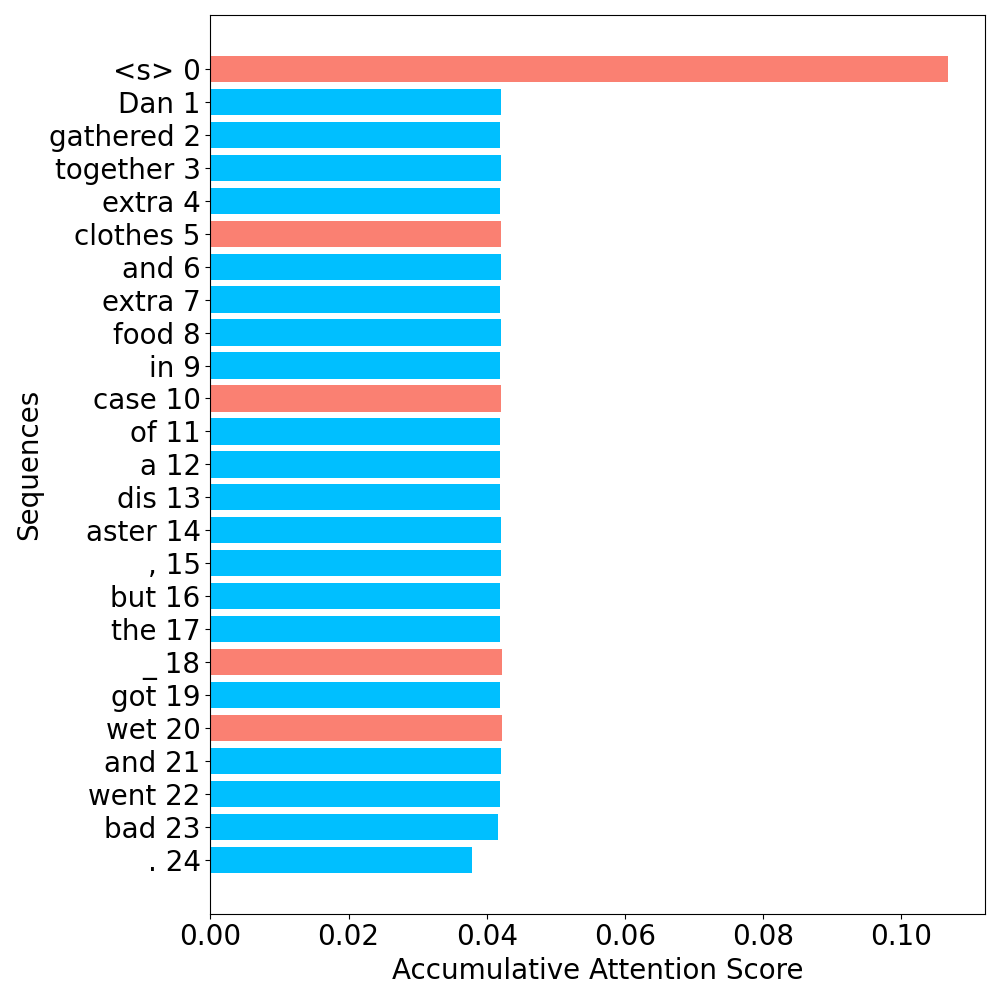 <s> 0
Dan 1
gathered 2
together 3
extra 4
clothes 5
and 6
extra 7
food 8
in 9
case 10
of 11
a 12
dis 13
aster 14
, 15
but 16
the 17
_ 18
got 19
wet 20
and 21
went 22
bad 23
. 24
Sequences
0.00 0.02 0.04 0.06 0.08 0.10
Accumulative Attention Score